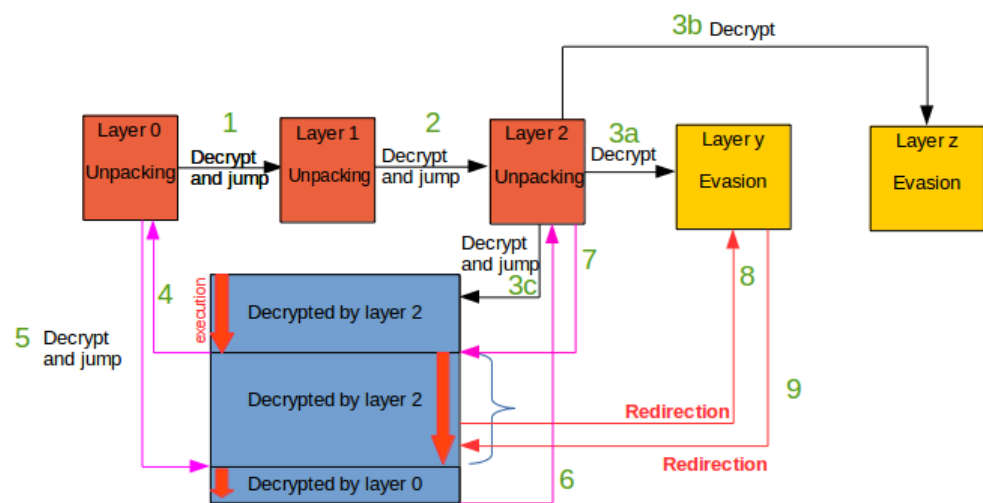 3b Decrypt
Layer 0
Unpacking
1
Decrypt
and jump
Layer 1
Unpacking
2
Decrypt
and jump
Layer 2
Unpacking
3a
Decrypt
Layer y
Evasion
Layer z
Evasion
Decrypt
and jump
3c
7
4
execution
Decrypted by layer 2
8
5 Decrypt
and jump
Decrypted by layer 2
9
Redirection
Redirection
Decrypted by layer 0
6